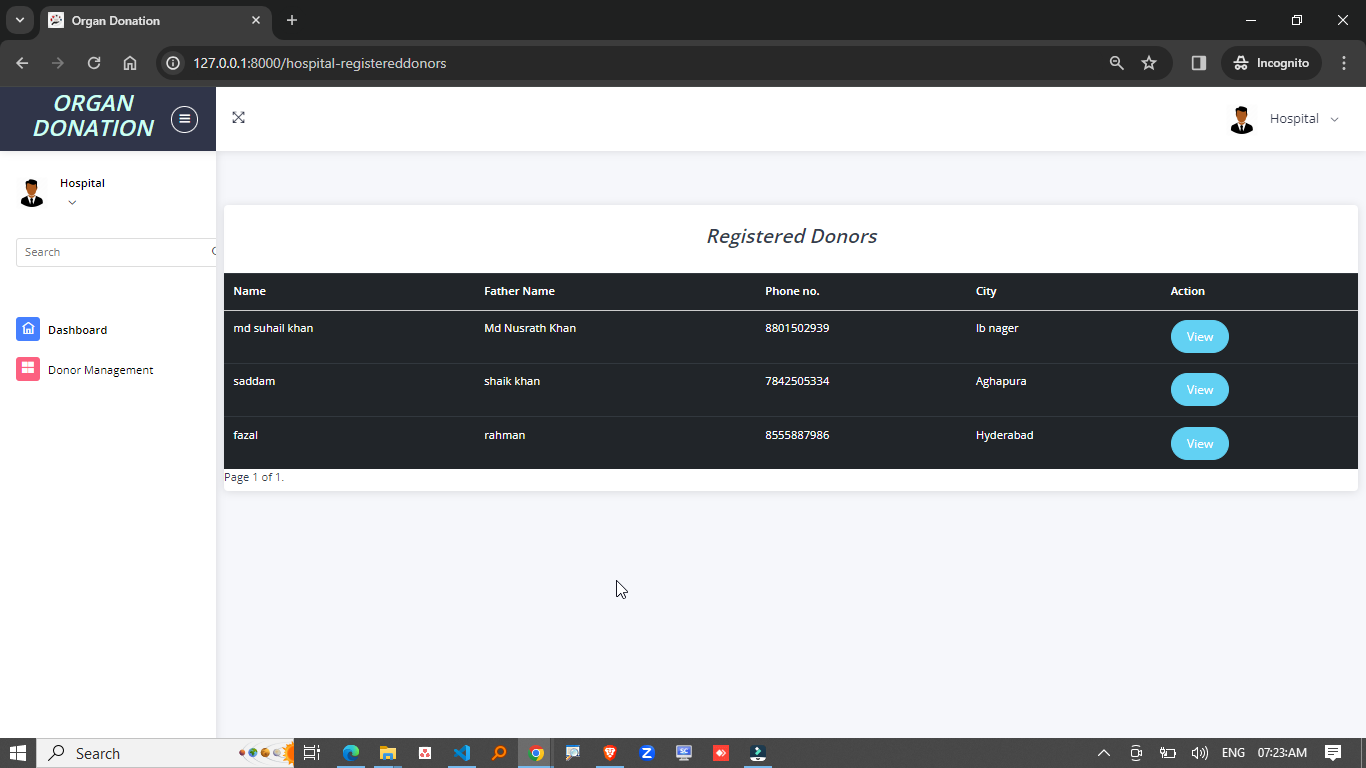 Organ Donation
127.0.0.1:8000/hospital-registereddonors
Incognito
ORGAN
DONATION
Hospital
Hospital
Search
Dashboard
Donor Management
Registered Donors
Name Father Name Phone no. City Action
md suhail khan Md Nusrath Khan 8801502939 lb nager View
saddam shaik khan 7842505334 Aghapura View
fazal rahman 8555887986 Hyderabad View
Page 1 of 1.
Search
ENG 07:23:AM